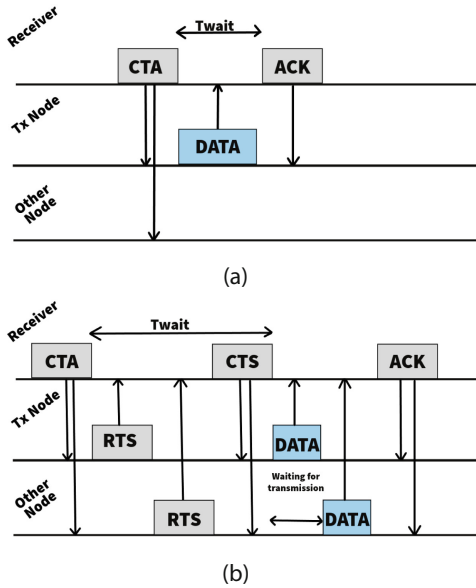 Receiver
Twait
CTA
ACK
Tx Node
DATA
Other
Node
(a)
Receiver
Twait
CTA
CTS
ACK
Tx Node
RTS
DATA
Other
Node
Waiting for
transmission
RTS
DATA
(b)